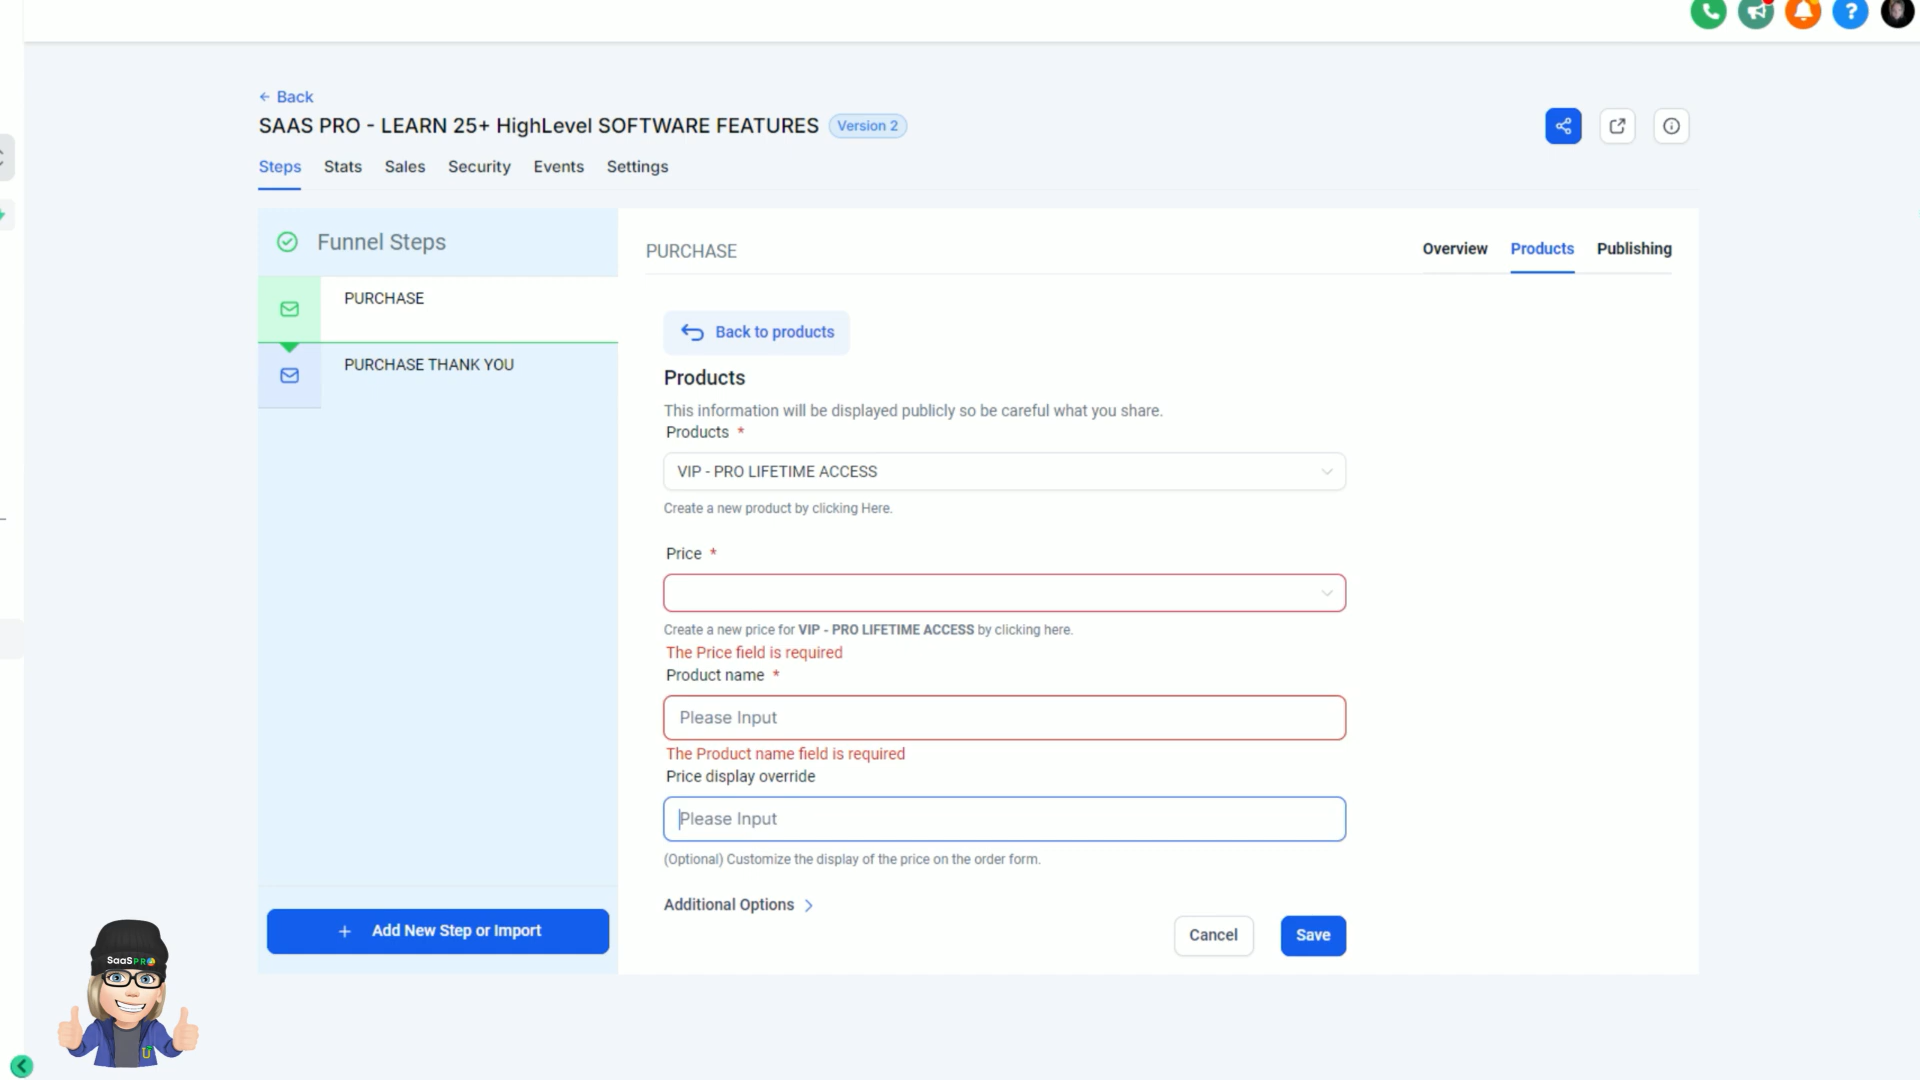 Back
SAAS PRO - LEARN 25+ HighLevel SOFTWARE FEATURES
Version 2
Steps
Stats
Sales
Security
Events
Settings
Funnel Steps
PURCHASE
PURCHASE THANK YOU
+ Add New Step or Import
PURCHASE
Overview
Products
Publishing
Back to products
Products
This information will be displayed publicly so be careful what you share.
Products *
VIP - PRO LIFETIME ACCESS
Create a new product by clicking Here.
Price *
Create a new price for VIP - PRO LIFETIME ACCESS by clicking here.
The Price field is required
Product name *
Please Input
The Product name field is required
Price display override
Please Input
(Optional) Customize the display of the price on the order form.
Additional Options
Cancel
Save
SaaSPRO